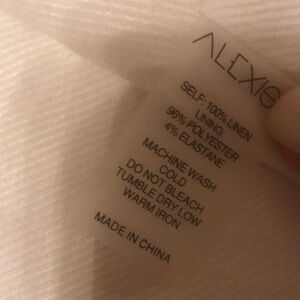 ALEXIS
SELF: 100% LINEN
LINING:
96% POLYESTER
4% ELASTANE
MACHINE WASH
COLD
DO NOT BLEACH
TUMBLE DRY LOW
WARM IRON
MADE IN CHINA